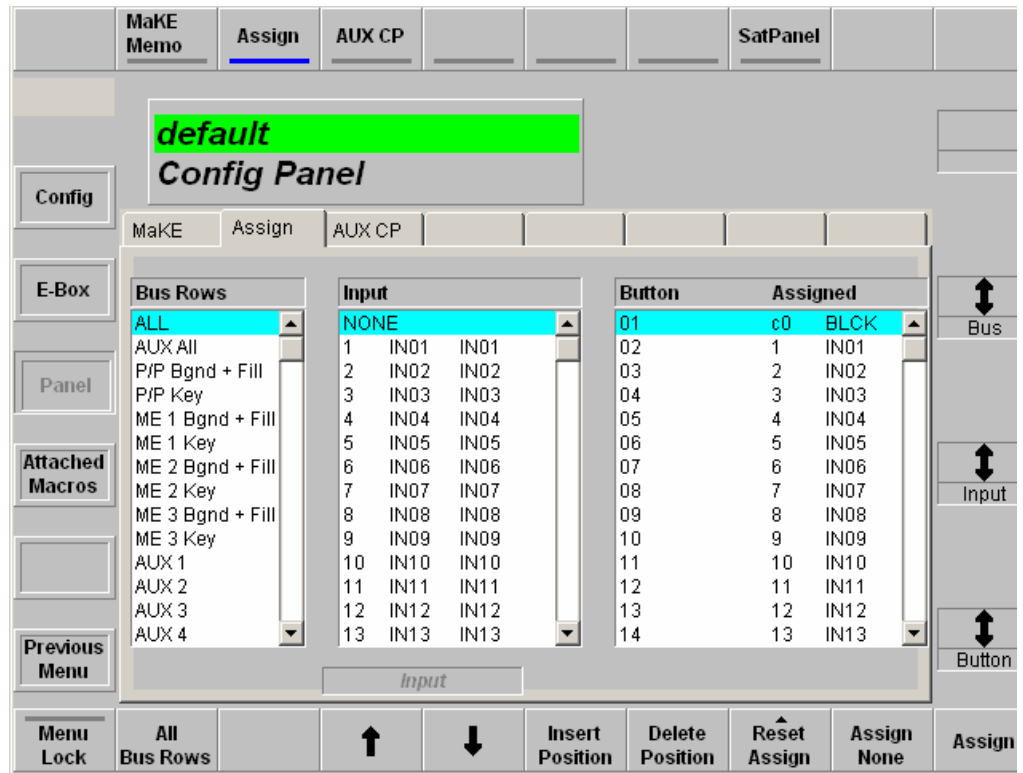 MaKE Memo Assign AUX CP SatPanel
default
Config Panel
Config
E-Box
Panel
Attached Macros
Previous Menu
MaKE Assign AUX CP
Bus Rows
ALL
AUX All
P/P Bgnd + Fill
P/P Key
ME 1 Bgnd + Fill
ME 1 Key
ME 2 Bgnd + Fill
ME 2 Key
ME 3 Bgnd + Fill
ME 3 Key
AUX 1
AUX 2
AUX 3
AUX 4
Input
NONE
1 IN01 IN01
2 IN02 IN02
3 IN03 IN03
4 IN04 IN04
5 IN05 IN05
6 IN06 IN06
7 IN07 IN07
8 IN08 IN08
9 IN09 IN09
10 IN10 IN10
11 IN11 IN11
12 IN12 IN12
13 IN13 IN13
Input
Button Assigned
01 c0 BLCK
02 1 IN01
03 2 IN02
04 3 IN03
05 4 IN04
06 5 IN05
07 6 IN06
08 7 IN07
09 8 IN08
10 9 IN09
11 10 IN10
12 11 IN11
13 12 IN12
14 13 IN13
Bus
Input
Button
Menu Lock
All Bus Rows
Insert Position
Delete Position
Reset Assign
Assign None
Assign